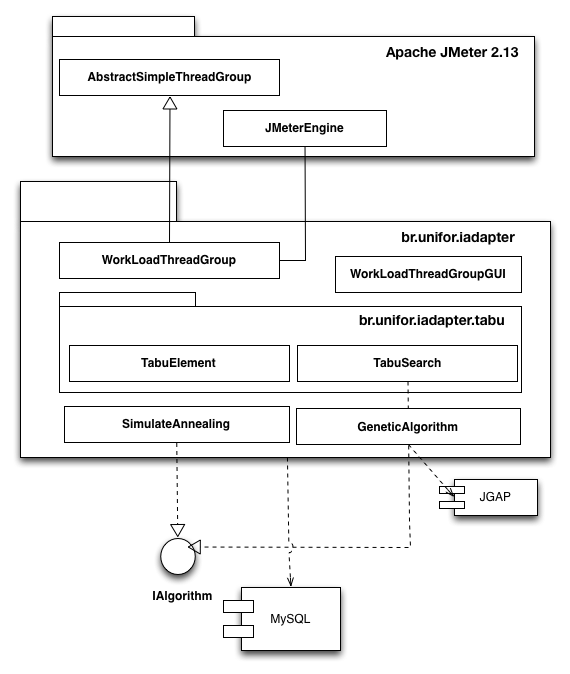 Apache JMeter 2.13
AbstractSimpleThreadGroup
JMeterEngine
br.unifor.iadapter
WorkLoadThreadGroup
WorkLoadThreadGroupGUI
br.unifor.iadapter.tabu
TabuElement
TabuSearch
SimulateAnnealing
GeneticAlgorithm
JGAP
IAlgorithm
MySQL